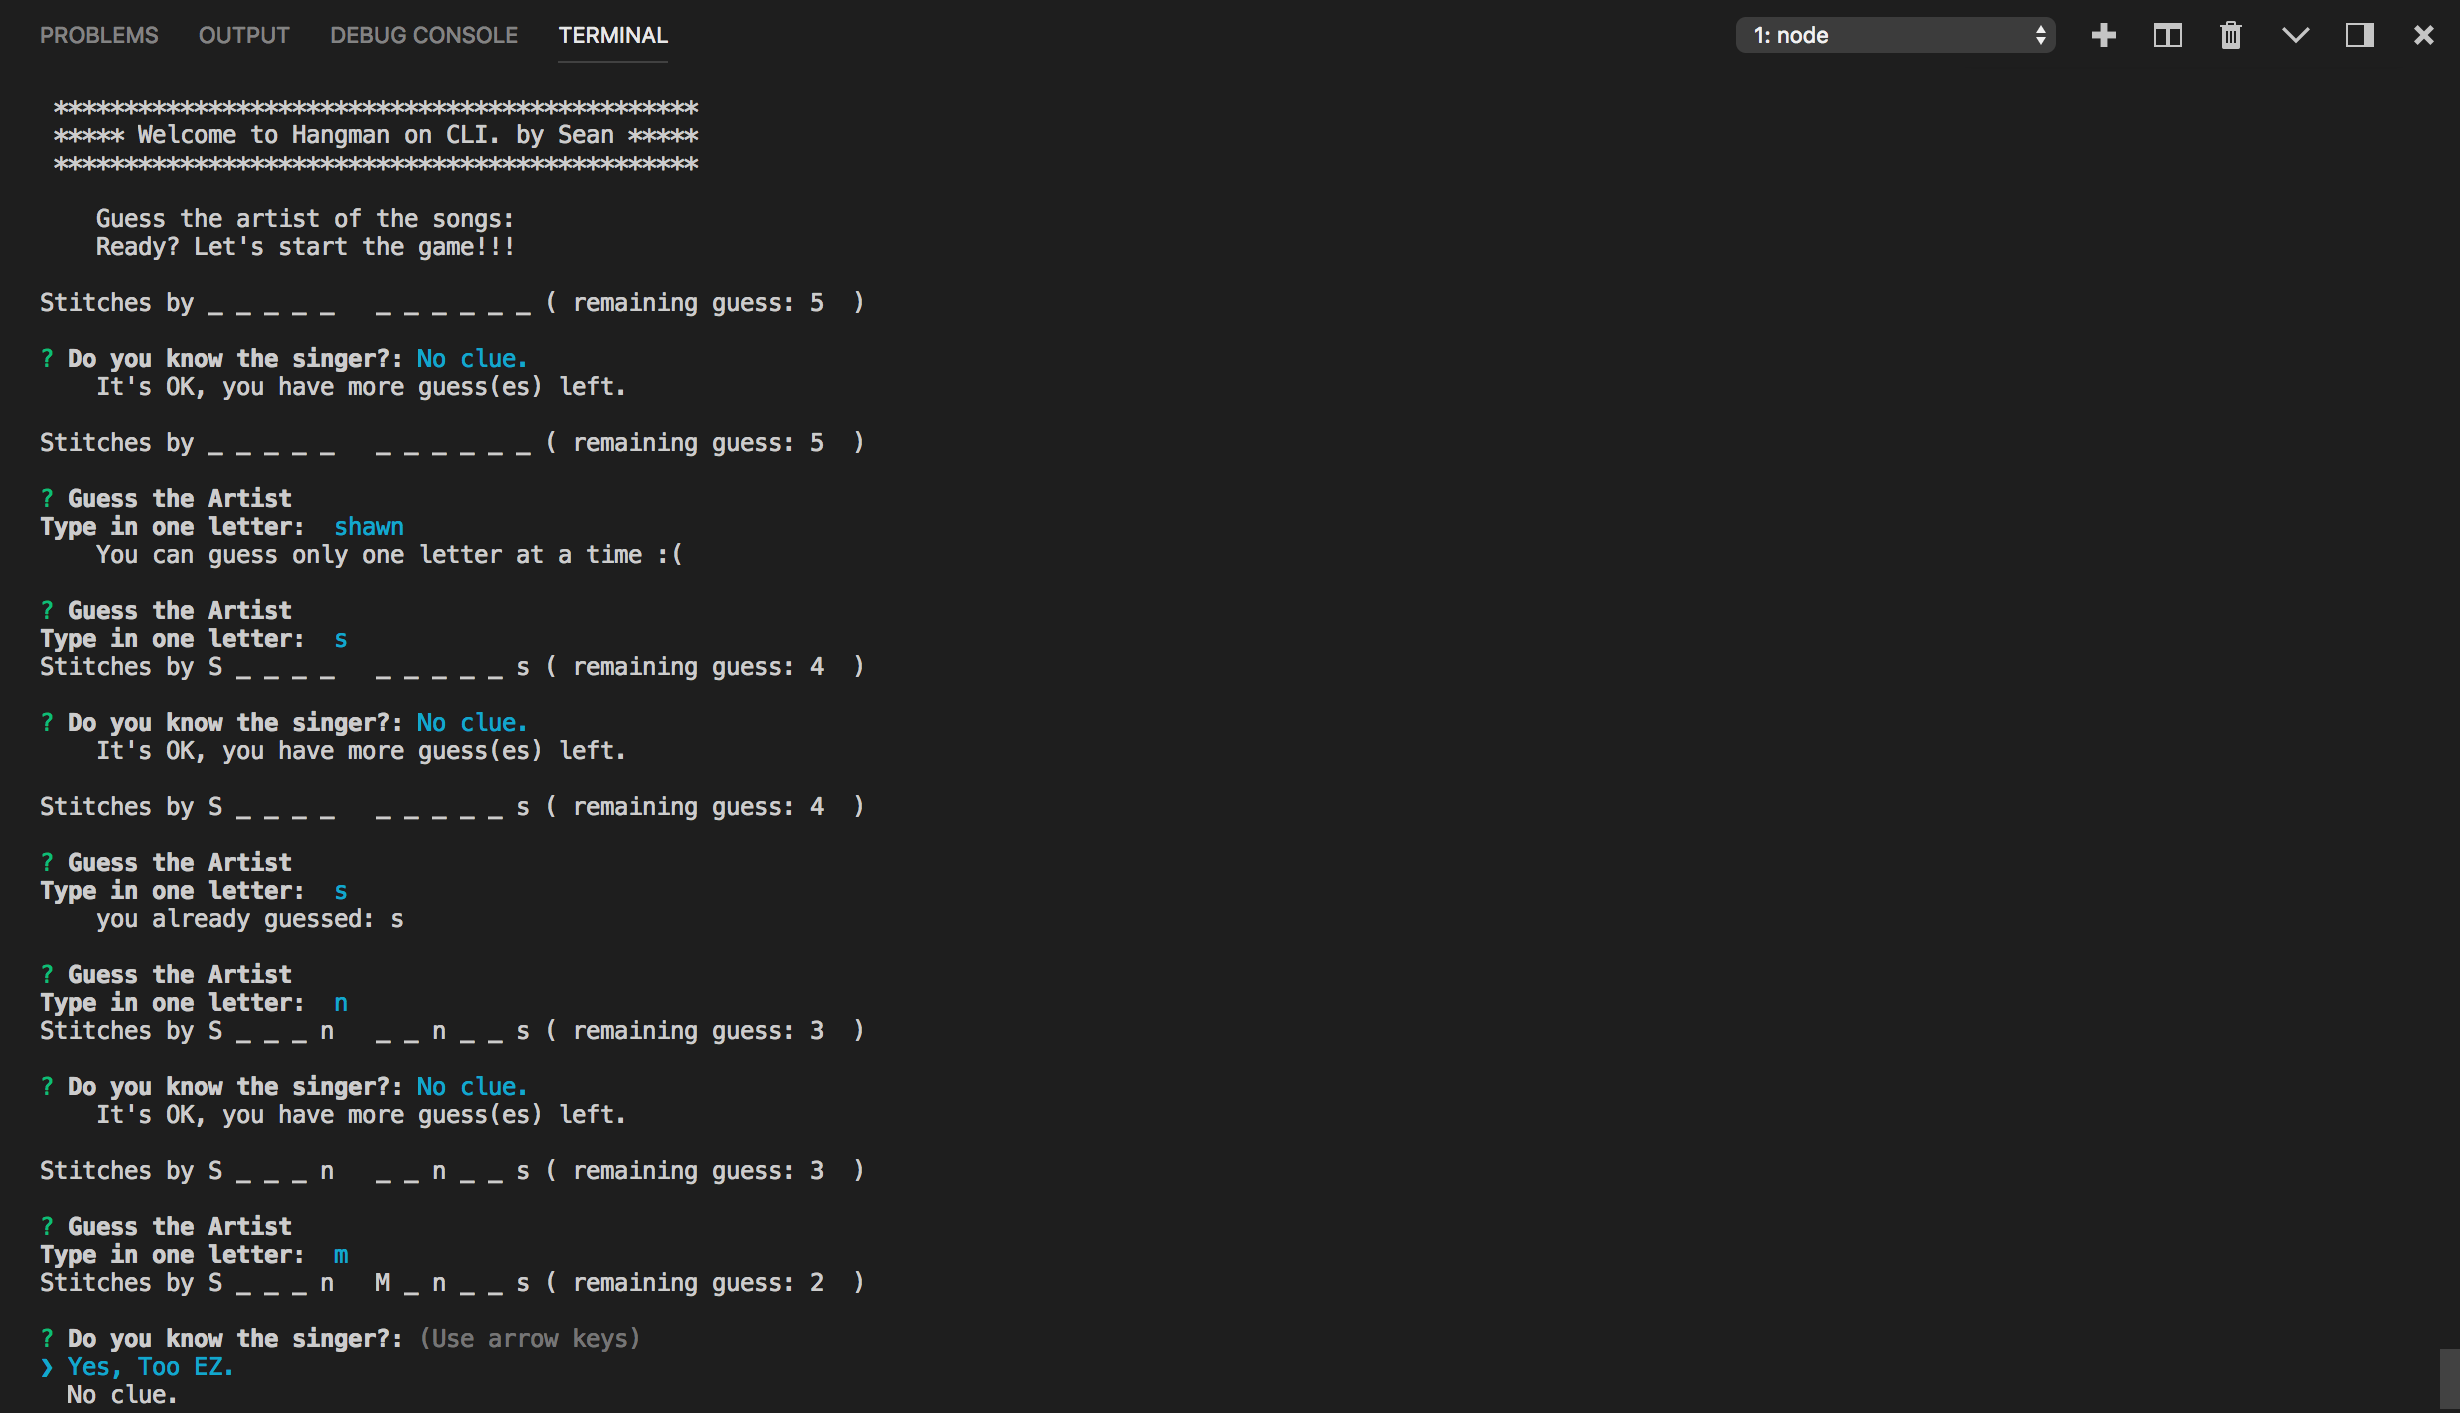 PROBLEMS OUTPUT DEBUG CONSOLE TERMINAL 1: node
**********************************************
***** Welcome to Hangman on CLI. by Sean *****
**********************************************
Guess the artist of the songs:
Ready? Let's start the game!!!
Stitches by _ _ _ _ _   _ _ _ _ _ _ ( remaining guess: 5  )
? Do you know the singer?: No clue.
It's OK, you have more guess(es) left.
Stitches by _ _ _ _ _   _ _ _ _ _ _ ( remaining guess: 5  )
? Guess the Artist
Type in one letter:  shawn
You can guess only one letter at a time :(
? Guess the Artist
Type in one letter:  s
Stitches by S _ _ _ _   _ _ _ _ _ s ( remaining guess: 4  )
? Do you know the singer?: No clue.
It's OK, you have more guess(es) left.
Stitches by S _ _ _ _   _ _ _ _ _ s ( remaining guess: 4  )
? Guess the Artist
Type in one letter:  s
you already guessed: s
? Guess the Artist
Type in one letter:  n
Stitches by S _ _ _ n   _ _ n _ _ s ( remaining guess: 3  )
? Do you know the singer?: No clue.
It's OK, you have more guess(es) left.
Stitches by S _ _ _ n   _ _ n _ _ s ( remaining guess: 3  )
? Guess the Artist
Type in one letter:  m
Stitches by S _ _ _ n   M _ n _ _ s ( remaining guess: 2  )
? Do you know the singer?: (Use arrow keys)
❯ Yes, Too EZ.
No clue.